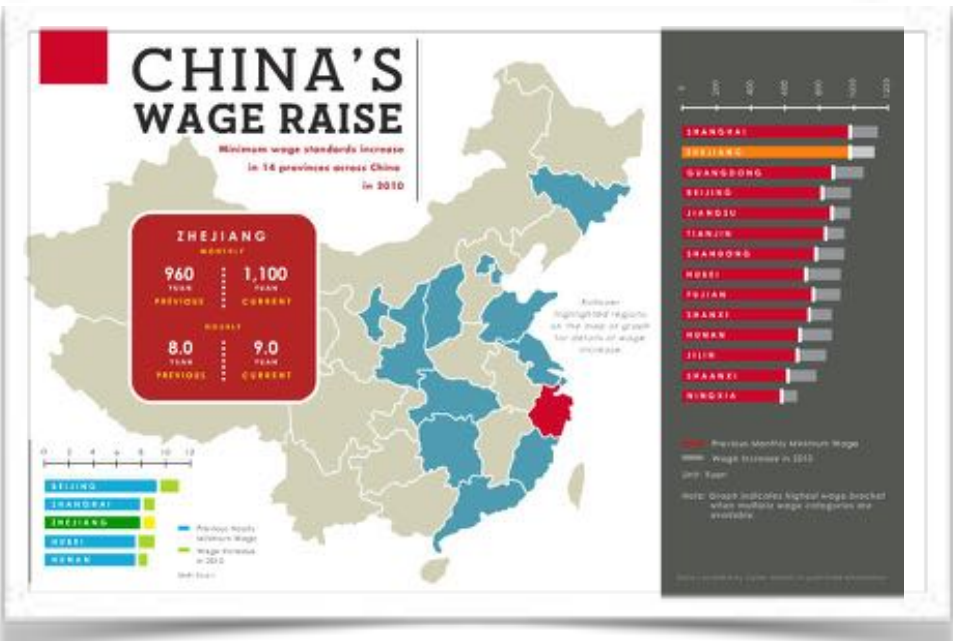 CHINA'S
WAGE RAISE
Minimum wage standards increase
in 14 provinces across China
in 2010
ZHEJIANG
MONTHLY
960 1,100
YUAN YUAN
PREVIOUS CURRENT
HOURLY
8.0 9.0
YUAN YUAN
PREVIOUS CURRENT
Rollover
highlighted regions
on the map or graph
for details of wage
increase
0 2 4 6 8 10 12
BEIJING
SHANGHAI
ZHEJIANG
HUBEI
HUNAN
Previous Hourly
Minimum Wage
Wage Increase
in 2010
Unit: Yuan
0 200 400 600 800 1000 1200
SHANGHAI
ZHEJIANG
GUANGDONG
BEIJING
JIANGSU
TIANJIN
SHANDONG
HUBEI
FUJIAN
SHANXI
HUNAN
JILIN
SHAANXI
NINGXIA
Previous Monthly Minimum Wage
Wage Increase in 2010
Unit: Yuan
Note: Graph indicates highest wage bracket
when multiple wage categories are
available